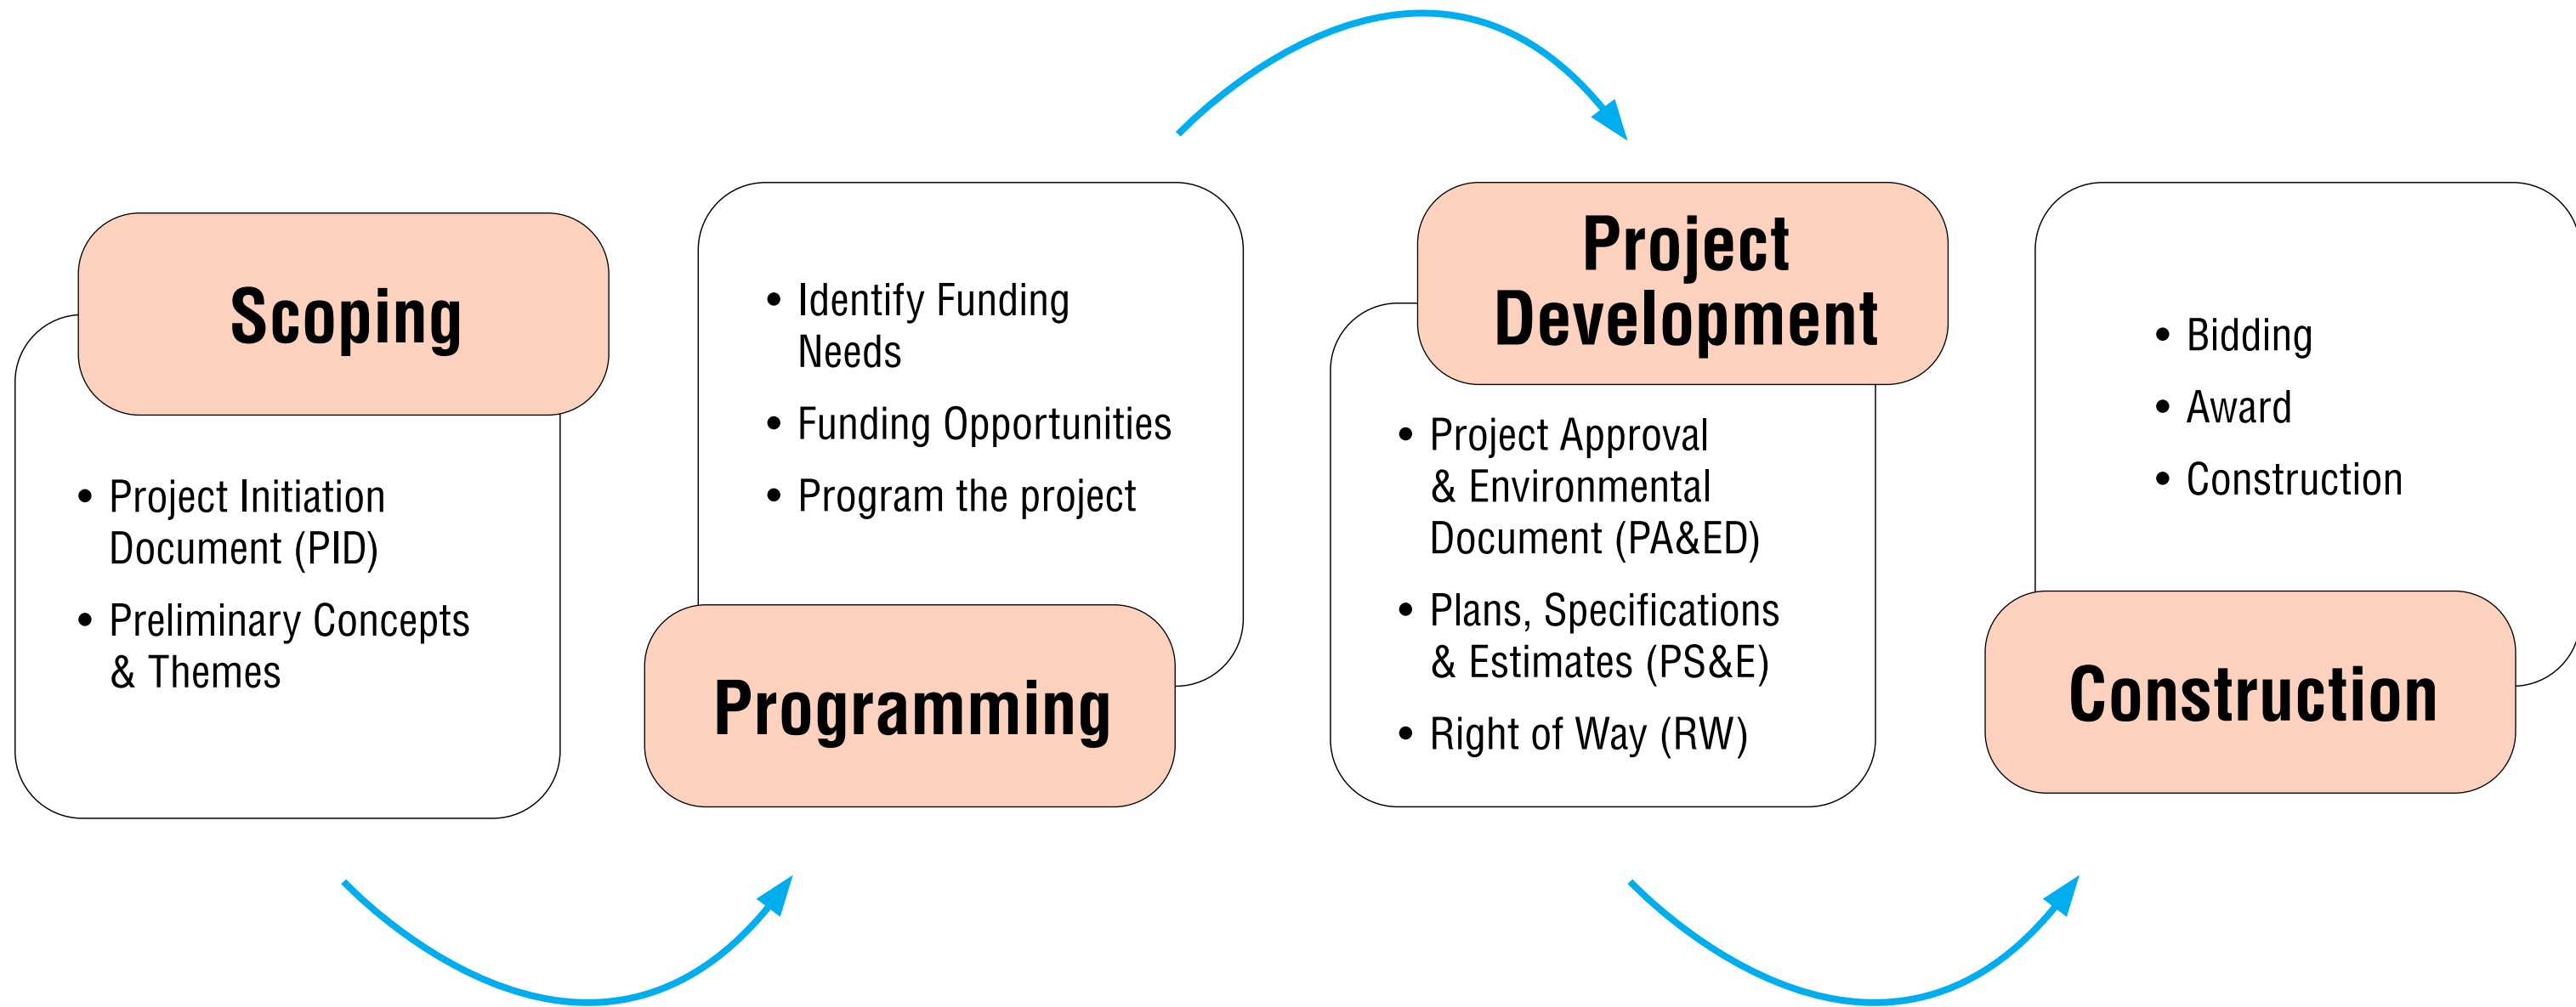 Scoping
• Project Initiation
Document (PID)
• Preliminary Concepts
& Themes
• Identify Funding
Needs
• Funding Opportunities
• Program the project
Programming
Project
Development
• Project Approval
& Environmental
Document (PA&ED)
• Plans, Specifications
& Estimates (PS&E)
• Right of Way (RW)
• Bidding
• Award
• Construction
Construction